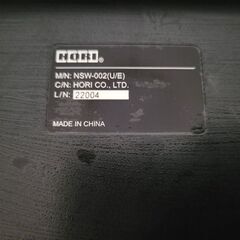 HORI®
M/N: NSW-002(U/E)
C/N: HORI CO., LTD.
L/N: 22004
MADE IN CHINA